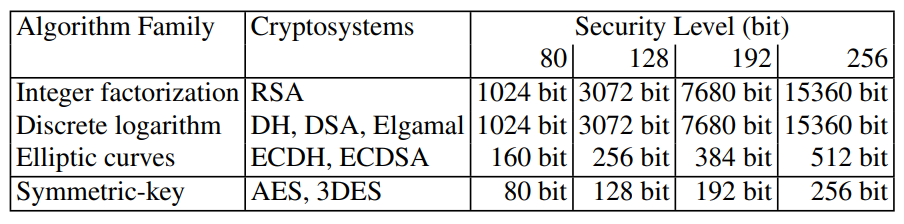 Algorithm Family Cryptosystems Security Level (bit)
80 128 192 256
Integer factorization RSA 1024 bit 3072 bit 7680 bit 15360 bit
Discrete logarithm DH, DSA, Elgamal 1024 bit 3072 bit 7680 bit 15360 bit
Elliptic curves ECDH, ECDSA 160 bit 256 bit 384 bit 512 bit
Symmetric-key AES, 3DES 80 bit 128 bit 192 bit 256 bit